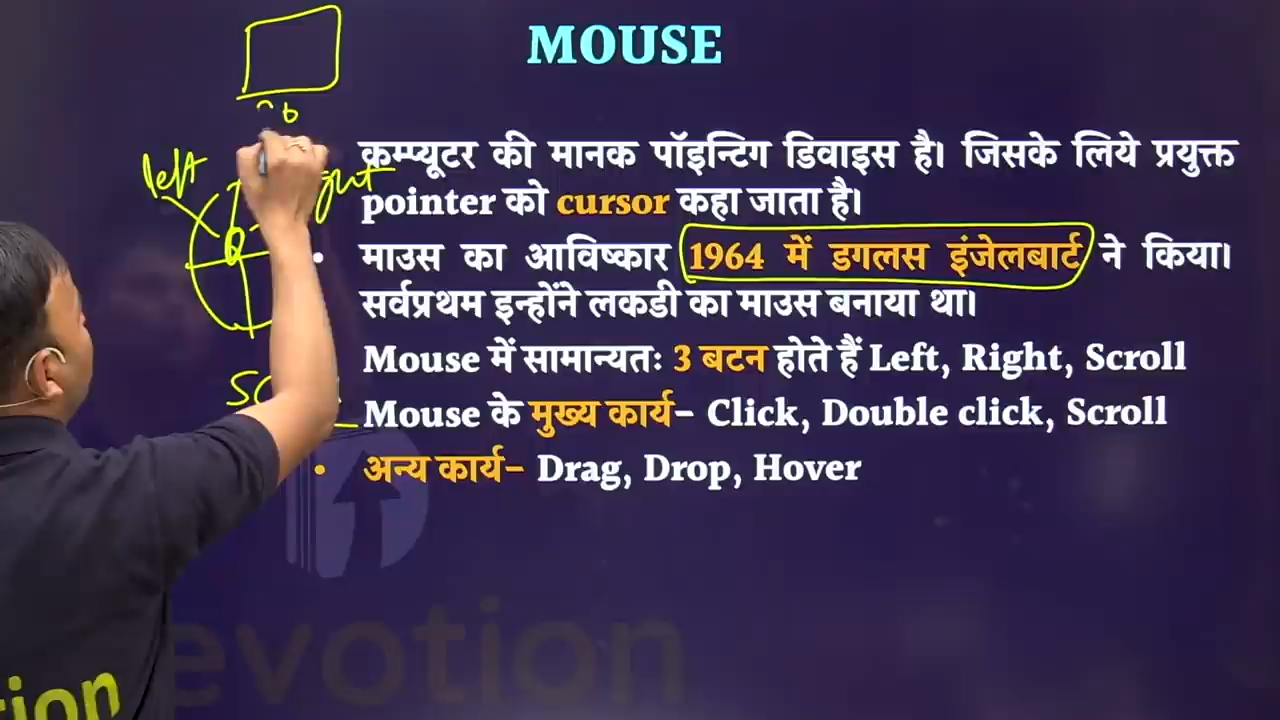 MOUSE
left
कम्प्यूटर की मानक पॉइन्टिग डिवाइस है। जिसके लिये प्रयुक्त
pointer को cursor कहा जाता है।
• माउस का आविष्कार 1964 में डगलस इंजेलबार्ट ने किया।
सर्वप्रथम इन्होंने लकडी का माउस बनाया था।
Mouse में सामान्यतः 3 बटन होते हैं Left, Right, Scroll
Mouse के मुख्य कार्य– Click, Double click, Scroll
• अन्य कार्य– Drag, Drop, Hover
evotion
tion